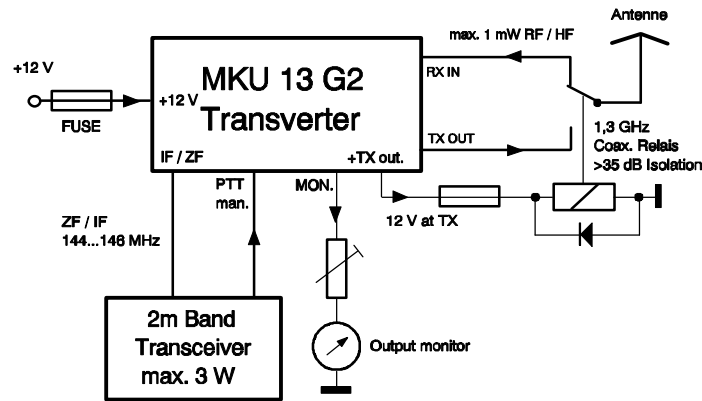 Antenne
max. 1 mW RF / HF
+12 V
MKU 13 G2
Transverter
RX IN
+12 V
FUSE
TX OUT
1,3 GHz
Coax. Relais
>35 dB Isolation
IF / ZF
+TX out.
PTT
man.
MON.
12 V at TX
ZF / IF
144...146 MHz
2m Band
Transceiver
max. 3 W
Output monitor